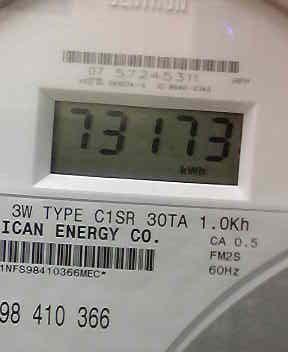 07 57245311
73173
kWh
3W TYPE C1SR 30TA 1.0Kh
ICAN ENERGY CO.
CA 0.5
FM2S
60Hz
1NFS98410366MEC*
98 410 366